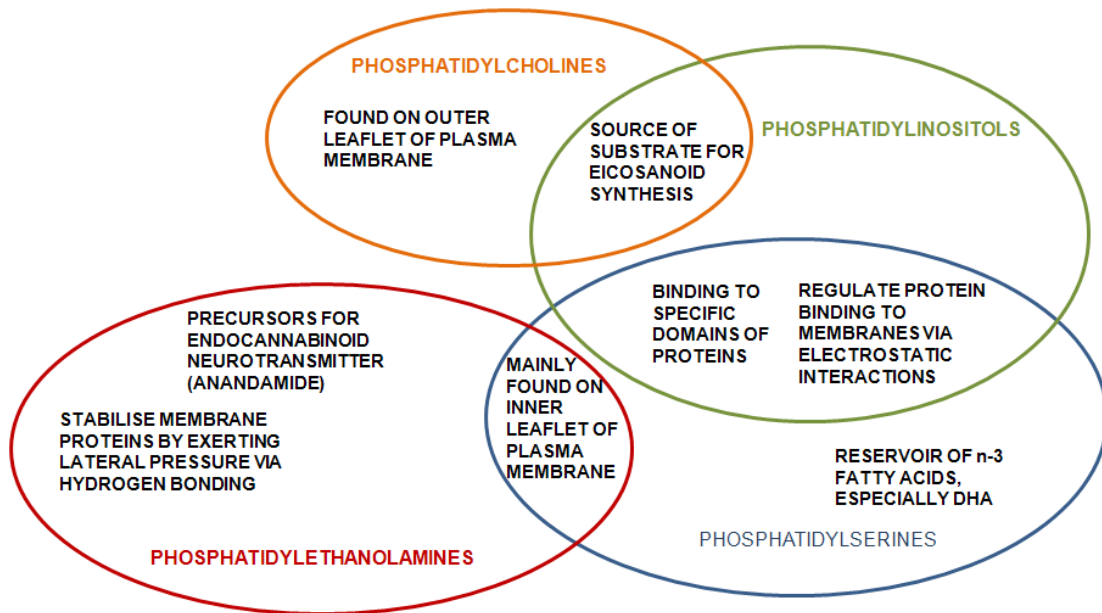 PHOSPHATIDYLCHOLINES
FOUND ON OUTER
LEAFLET OF PLASMA
MEMBRANE
SOURCE OF
SUBSTRATE FOR
EICOSANOID
SYNTHESIS
PHOSPHATIDYLINOSITOLS
BINDING TO
SPECIFIC
DOMAINS OF
PROTEINS
REGULATE PROTEIN
BINDING TO
MEMBRANES VIA
ELECTROSTATIC
INTERACTIONS
PRECURSORS FOR
ENDOCANNABINOID
NEUROTRANSMITTER
(ANANDAMIDE)
STABILISE MEMBRANE
PROTEINS BY EXERTING
LATERAL PRESSURE VIA
HYDROGEN BONDING
MAINLY
FOUND ON
INNER
LEAFLET OF
PLASMA
MEMBRANE
RESERVOIR OF n-3
FATTY ACIDS,
ESPECIALLY DHA
PHOSPHATIDYLETHANOLAMINES
PHOSPHATIDYLSERINES